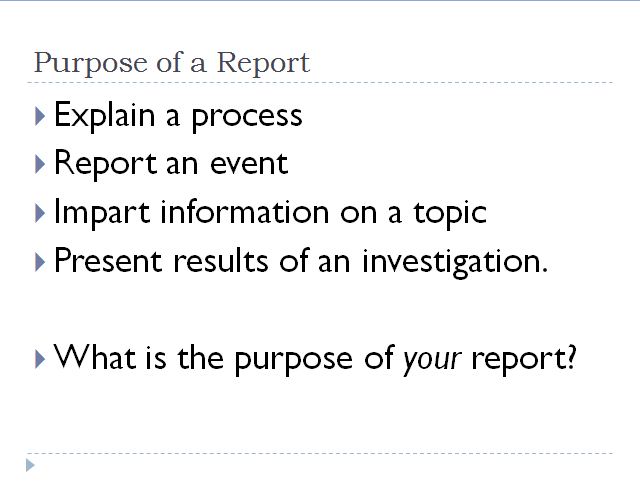 Purpose of a Report
Explain a process
Report an event
Impart information on a topic
Present results of an investigation.
What is the purpose of your report?